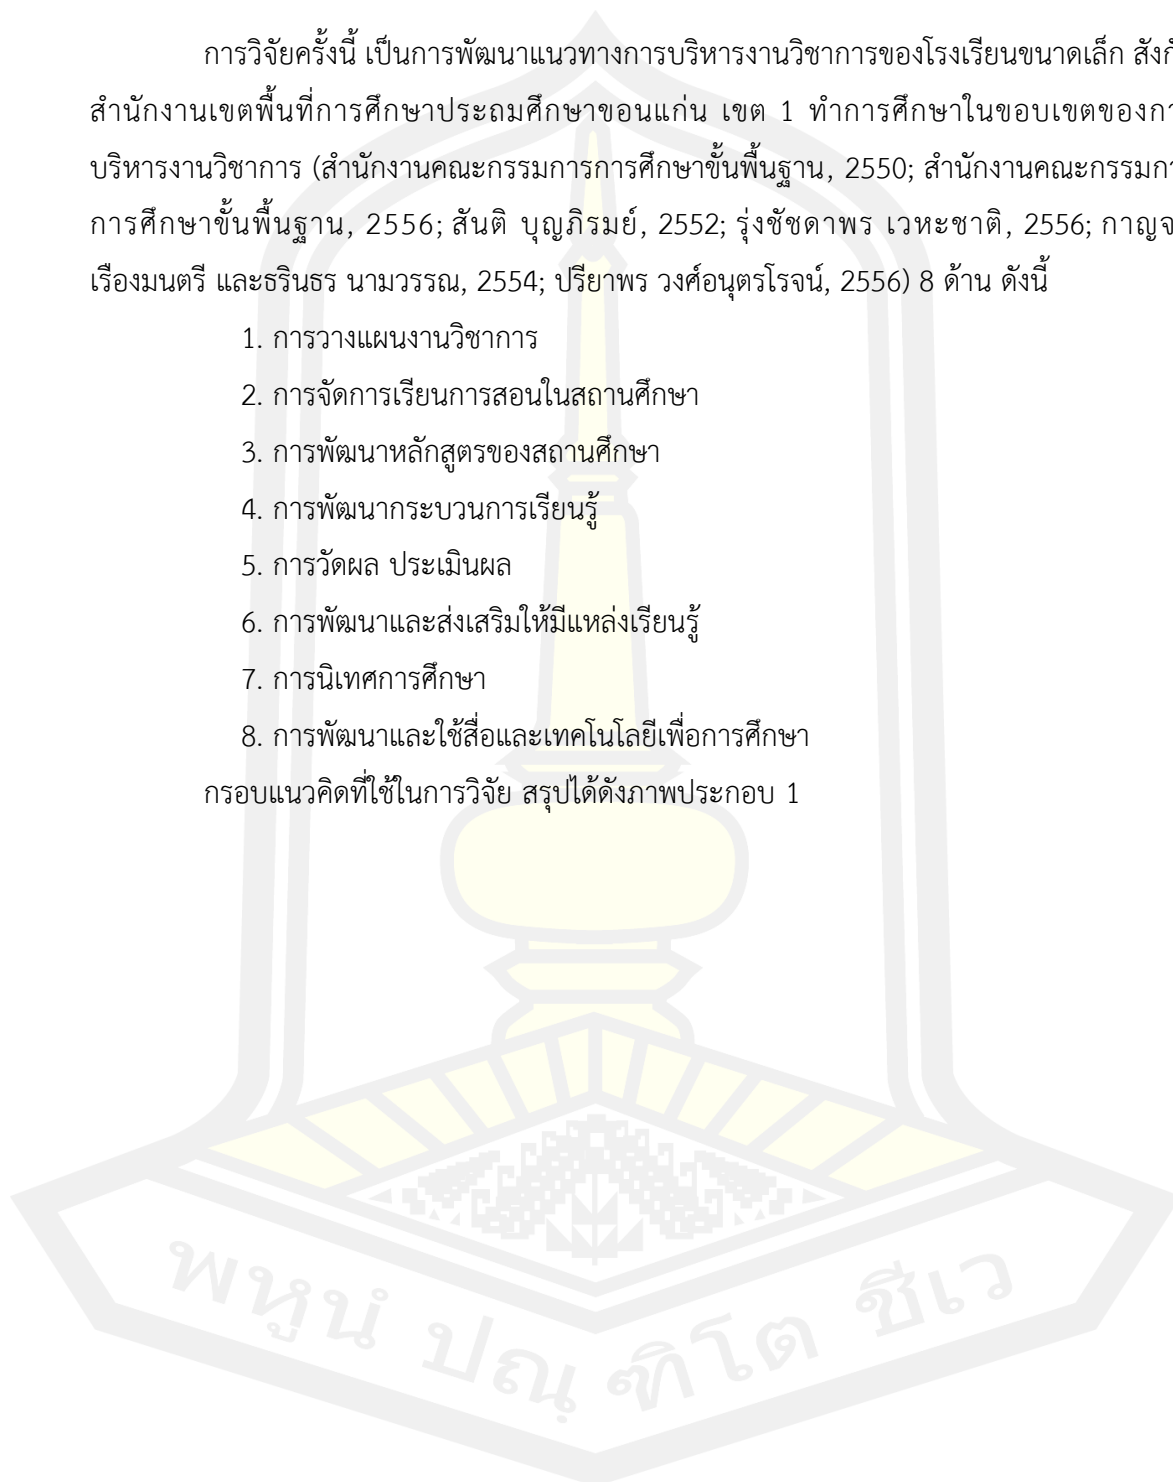 การวิจัยครั้งนี้ เป็นการพัฒนาแนวทางการบริหารงานวิชาการของโรงเรียนขนาดเล็ก
สำนักงานเขตพื้นที่การศึกษาประถมศึกษาขอนแก่น เขต 1 ทำการศึกษาในขอบเขตของ
บริหารงานวิชาการ (สำนักงานคณะกรรมการการศึกษาขั้นพื้นฐาน, 2550;
การศึกษาขั้นพื้นฐาน, 2556; สันติ บุญภิรมย์, 2552; รุ่งชัชดาพร เวหะชาติ, 2556;
เรืองมนตรี และธรินธร นามวรรณ, 2554; ปรียาพร วงศ์อนุตรโรจน์, 2556) 8 ด้าน ดังนี้
1. การวางแผนงานวิชาการ
2. การจัดการเรียนการสอนในสถานศึกษา
3. การพัฒนาหลักสูตรของสถานศึกษา
4. การพัฒนากระบวนการเรียนรู้
5. การวัดผล ประเมินผล
6. การพัฒนาและส่งเสริมให้มีแหล่งเรียนรู้
7. การนิเทศการศึกษา
8. การพัฒนาและใช้สื่อและเทคโนโลยีเพื่อการศึกษา
กรอบแนวคิดที่ใช้ในการวิจัย สรุปได้ดังภาพประกอบ 1
พหูนํ ปณฺฑิโต ชีเว